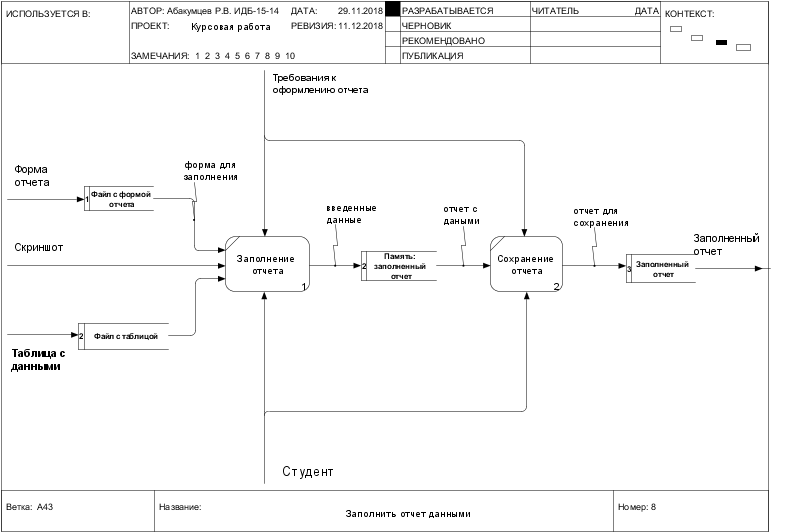 ИСПОЛЬЗУЕТСЯ В:
АВТОР: Абакумцев Р.В. ИДБ-15-14
ДАТА: 29.11.2018
РАЗРАБАТЫВАЕТСЯ
ЧИТАТЕЛЬ
ДАТА
КОНТЕКСТ:
ПРОЕКТ: Курсовая работа
РЕВИЗИЯ: 11.12.2018
ЧЕРНОВИК
РЕКОМЕНДОВАНО
ЗАМЕЧАНИЯ: 1 2 3 4 5 6 7 8 9 10
ПУБЛИКАЦИЯ
Требования к
оформлению отчета
Форма
отчета
форма для
заполнения
1
Файл с формой
отчета
введенные
данные
отчет с
даными
отчет для
сохранения
Заполненный
отчет
Скриншот
Заполнение
отчета
1
2
Память:
заполненный
отчет
Сохранение
отчета
2
3
Заполненный
отчет
2
Файл с таблицой
Таблица с
данными
Студент
Ветка: A43
Название:
Заполнить отчет данными
Номер: 8